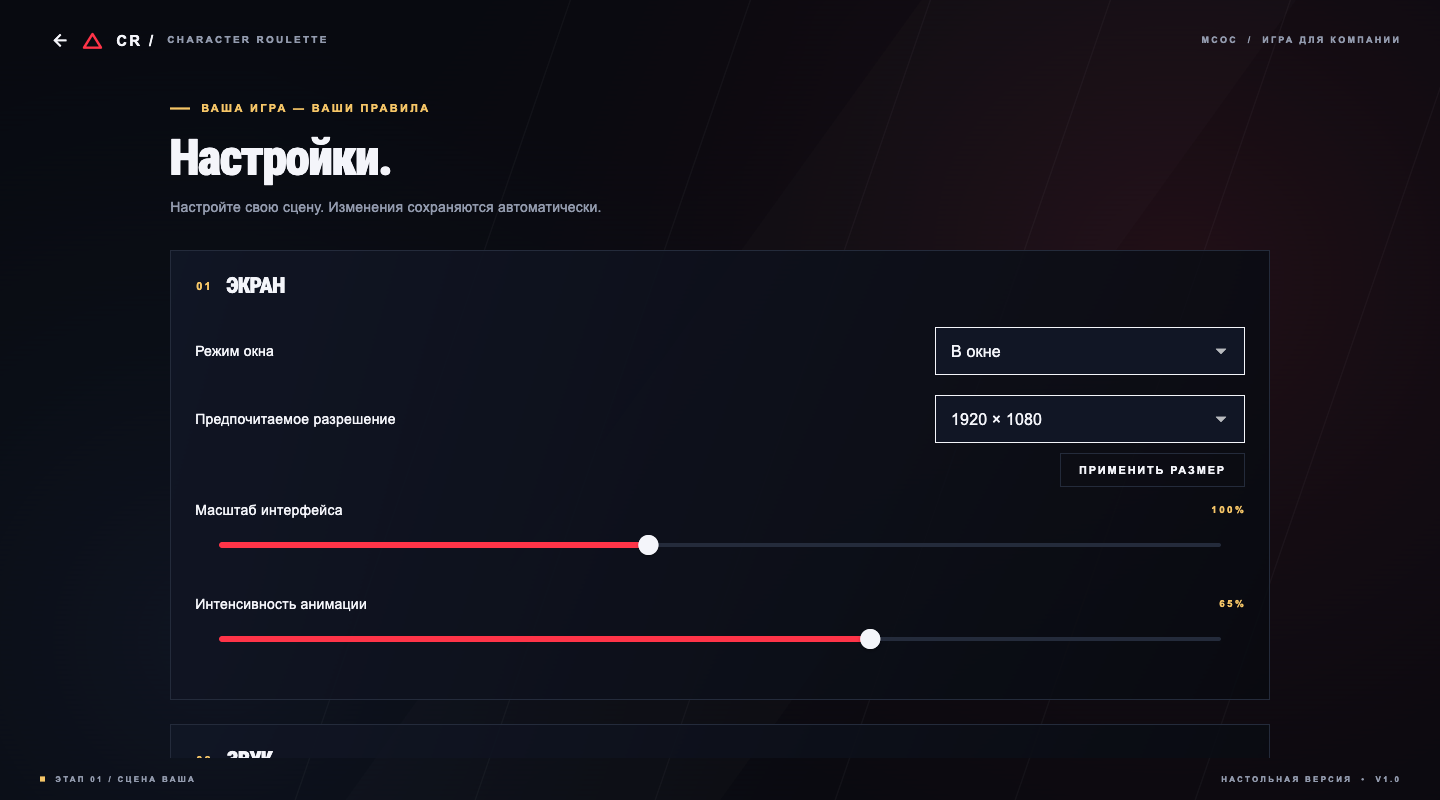 CR / CHARACTER ROULETTE
МСОС / ИГРА ДЛЯ КОМПАНИИ
ВАША ИГРА — ВАШИ ПРАВИЛА
Настройки.
Настройте свою сцену. Изменения сохраняются автоматически.
01 ЭКРАН
Режим окна
В окне
Предпочитаемое разрешение
1920 × 1080
ПРИМЕНИТЬ РАЗМЕР
Масштаб интерфейса
100%
Интенсивность анимации
65%
ЗВУК
ЭТАП 01 / СЦЕНА ВАША
НАСТОЛЬНАЯ ВЕРСИЯ • V1.0